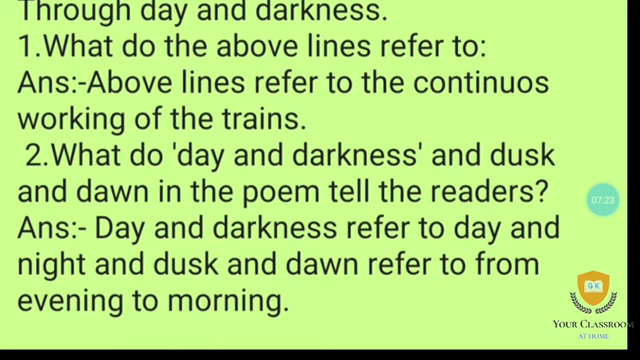 Through day and darkness.
1.What do the above lines refer to:
Ans:-Above lines refer to the continuos
working of the trains.
2.What do 'day and darkness' and dusk
and dawn in the poem tell the readers?
Ans:- Day and darkness refer to day and
night and dusk and dawn refer to from
evening to morning.
07:23
G K
YOUR CLASSROOM
AT HOME